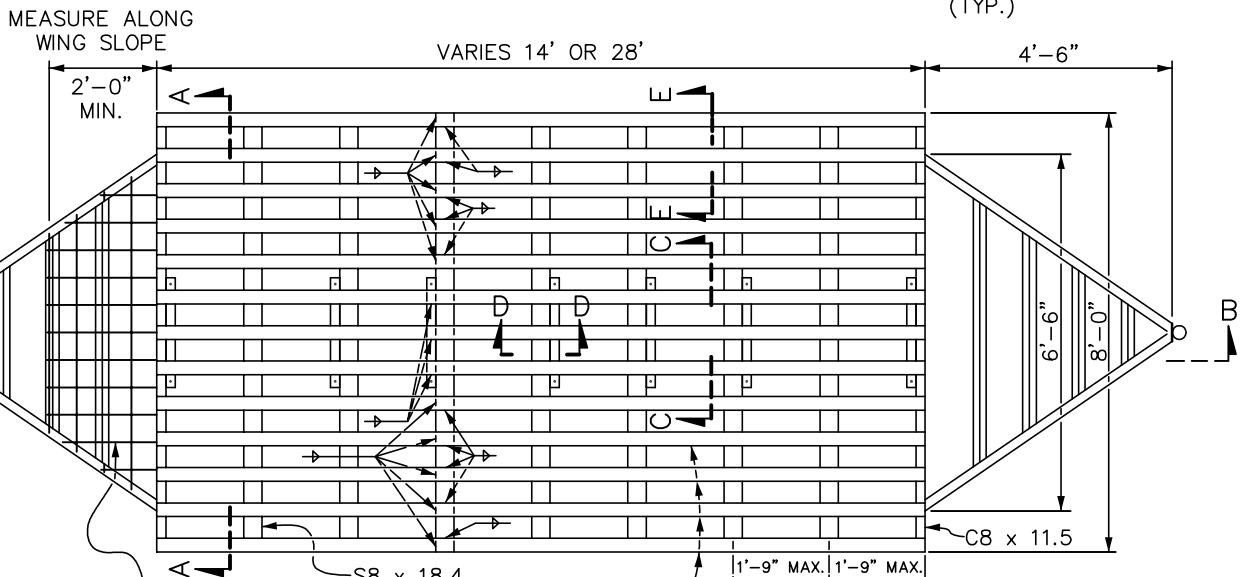 (TYP.)
MEASURE ALONG
WING SLOPE
VARIES 14' OR 28'
4'-6"
2'-0"
MIN.
A
E
E
C
D
D
B
6'-6"
8'-0"
C
C8 x 11.5
A
S8 x 18.4
1'-9" MAX.
1'-9" MAX.